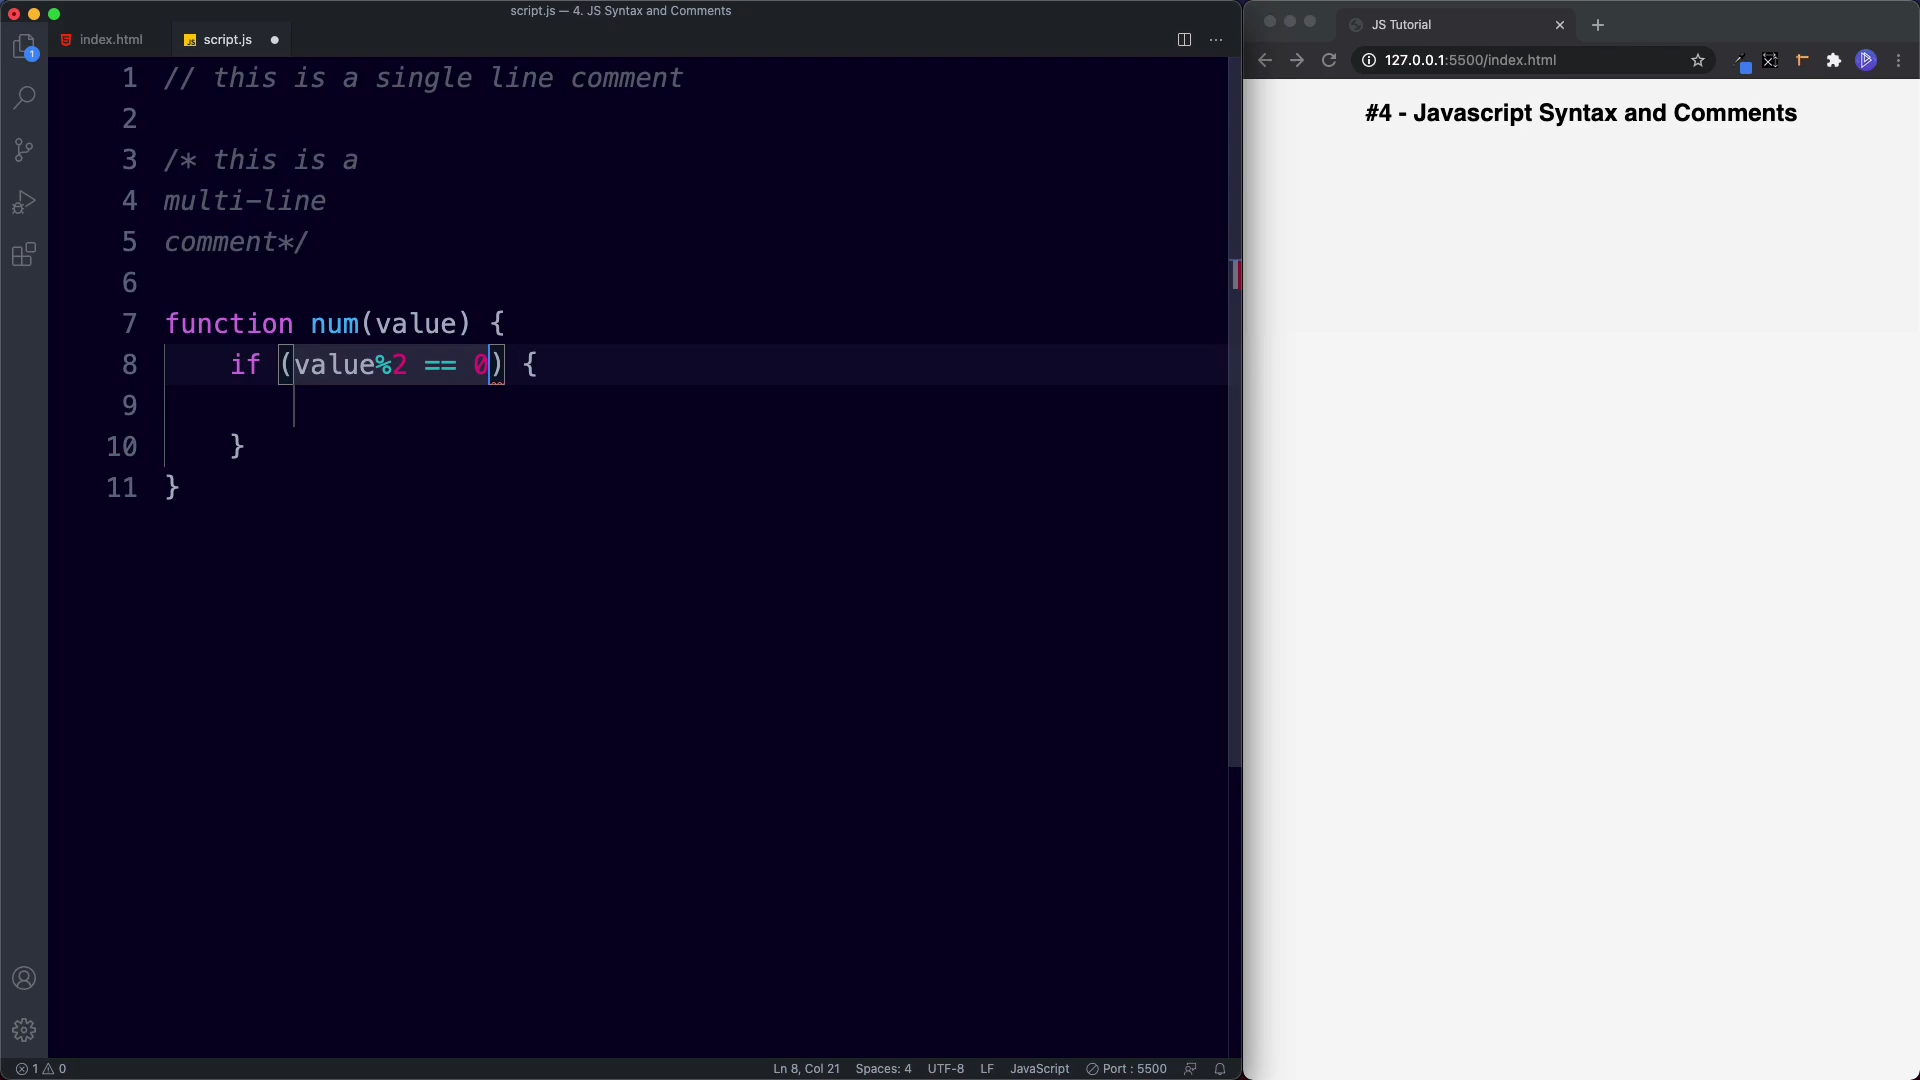 script.js — 4. JS Syntax and Comments
index.html
script.js
1 // this is a single line comment
2
3 /* this is a
4 multi-line
5 comment*/
6
7 function num(value) {
8 if (value%2 == 0) {
9
10 }
11 }
1
1 0
Ln 8, Col 21 Spaces: 4 UTF-8 LF JavaScript Port : 5500
JS Tutorial
127.0.0.1:5500/index.html
#4 - Javascript Syntax and Comments